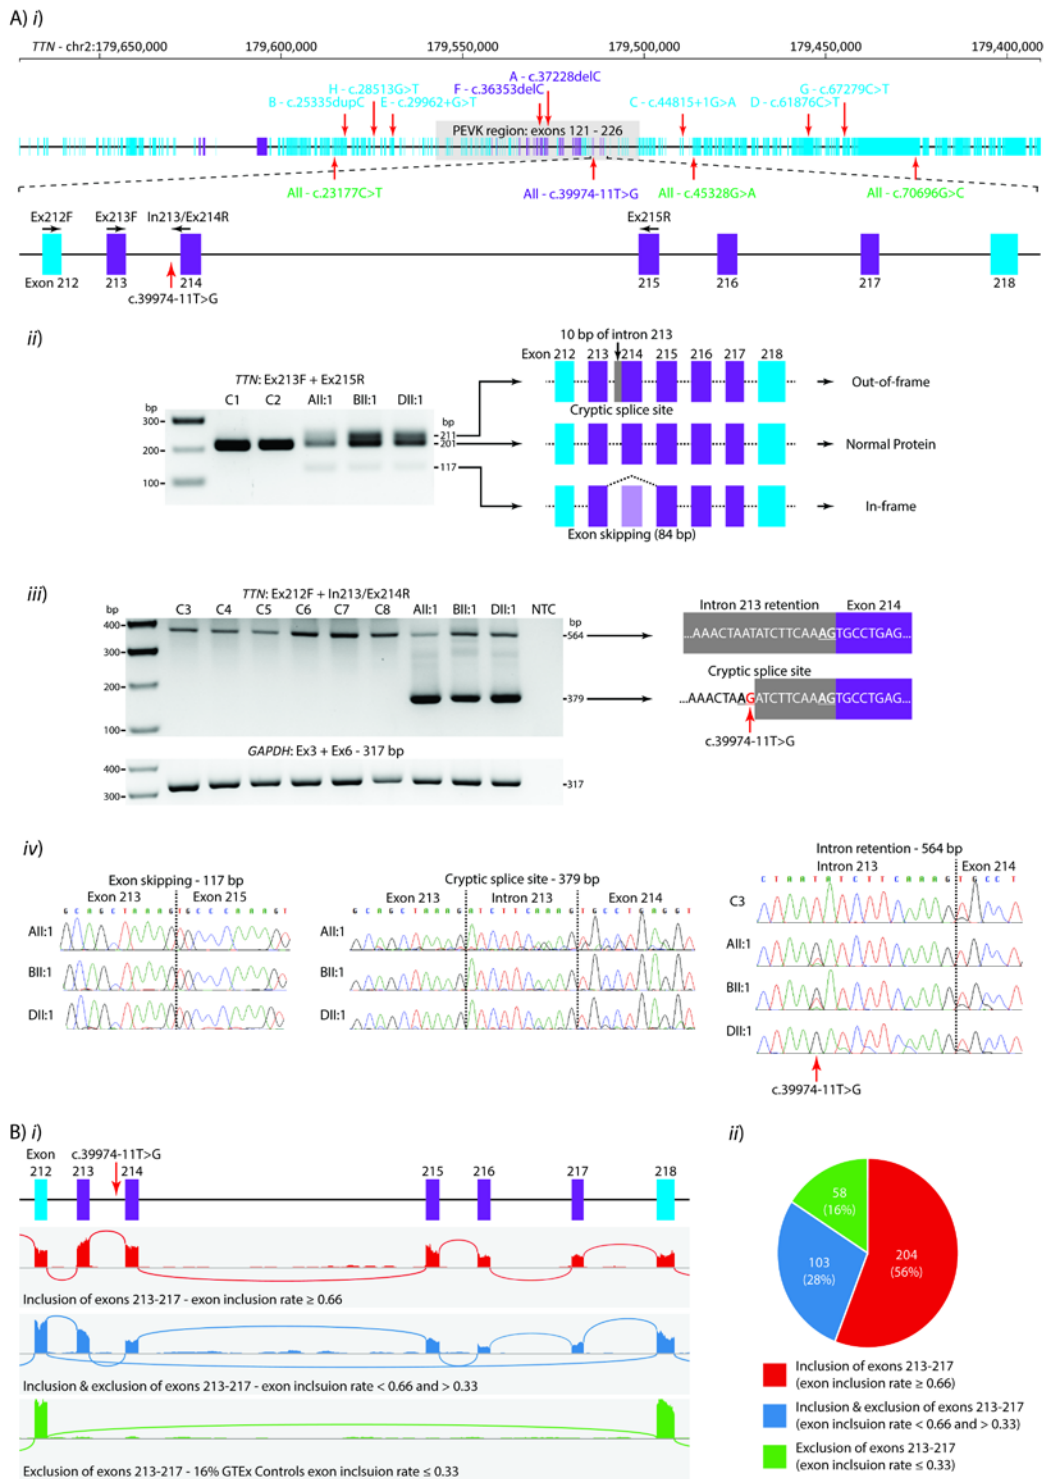 A) i)
TTN - chr2:179,650,000 179,600,000 179,550,000 179,500,000 179,450,000 179,400,000
A - c.37228delC
H - c.28513G>T F - c.36353delC G - c.67279C>T
B - c.25335dupC E - c.29962+G>T C - c.44815+1G>A D - c.61876C>T
PEVK region: exons 121 - 226
All - c.23177C>T All - c.39974-11T>G All - c.45328G>A All - c.70696G>C
Ex212F Ex213F In213/Ex214R Ex215R
Exon 212 213 214 215 216 217 218
c.39974-11T>G
ii)
10 bp of intron 213
Exon 212 213 214 215 216 217 218
TTN: Ex213F + Ex215R
bp C1 C2 AII:1 BII:1 DII:1 bp
300 200 100
211 201 117
Out-of-frame
Cryptic splice site
Normal Protein
In-frame
Exon skipping (84 bp)
iii)
TTN: Ex212F + In213/Ex214R
bp C3 C4 C5 C6 C7 C8 AII:1 BII:1 DII:1 NTC bp
400 300 200 100
564 379
Intron 213 retention Exon 214
...AAACTAATATCTTCAAAGTGCCTGAG...
Cryptic splice site
...AAACTAAGATCTTCAAAGTGCCTGAG...
c.39974-11T>G
GAPDH: Ex3 + Ex6 - 317 bp
400 300
317
iv)
Exon skipping - 117 bp
Exon 213 Exon 215
G C A G C T A A A G T G C C C A A A G T
AII:1
BII:1
DII:1
Cryptic splice site - 379 bp
Exon 213 Intron 213 Exon 214
G C A G C T A A A G A T C T T C A A A G T G C C T G A G G T
AII:1
BII:1
DII:1
Intron retention - 564 bp
Intron 213 Exon 214
C T A A T A T C T T C A A A G T G C C T
C3
AII:1
BII:1
DII:1
c.39974-11T>G
B) i)
Exon c.39974-11T>G
212 213 214 215 216 217 218
Inclusion of exons 213-217 - exon inclusion rate ≥ 0.66
Inclusion & exclusion of exons 213-217 - exon inclsuion rate < 0.66 and > 0.33
Exclusion of exons 213-217 - 16% GTEx Controls exon inclsuion rate ≤ 0.33
ii)
58
(16%)
103
(28%)
204
(56%)
Inclusion of exons 213-217
(exon inclusion rate ≥ 0.66)
Inclusion & exclusion of exons 213-217
(exon inclsuion rate < 0.66 and > 0.33)
Exclusion of exons 213-217
(exon inclsuion rate ≤ 0.33)